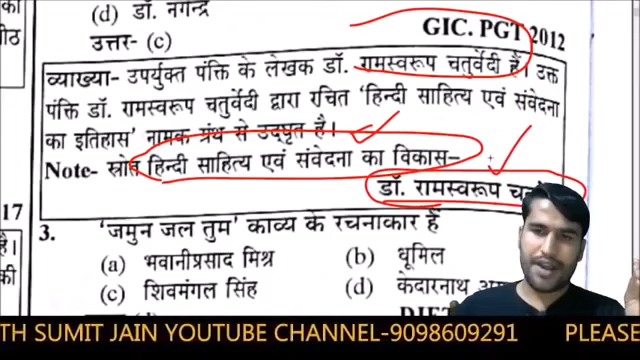 (d) डॉ. नगेन्द्र
उत्तर- (c)
GIC. PGT 2012
व्याख्या- उपर्युक्त पंक्ति के लेखक डॉ. रामस्वरूप चतुर्वेदी हैं। उक्त
पंक्ति डॉ. रामस्वरूप चतुर्वेदी द्वारा रचित 'हिन्दी साहित्य एवं संवेदना
का इतिहास' नामक ग्रंथ से उद्धृत है।
Note- स्रोत हिन्दी साहित्य एवं संवेदना का विकास–
डॉ. रामस्वरूप
17
3. 'जमुन जल तुम' काव्य के रचनाकार हैं
(a) भवानीप्रसाद मिश्र (b) धूमिल
(c) शिवमंगल सिंह (d) केदारनाथ
TH SUMIT JAIN YOUTUBE CHANNEL-9098609291 PLEASE